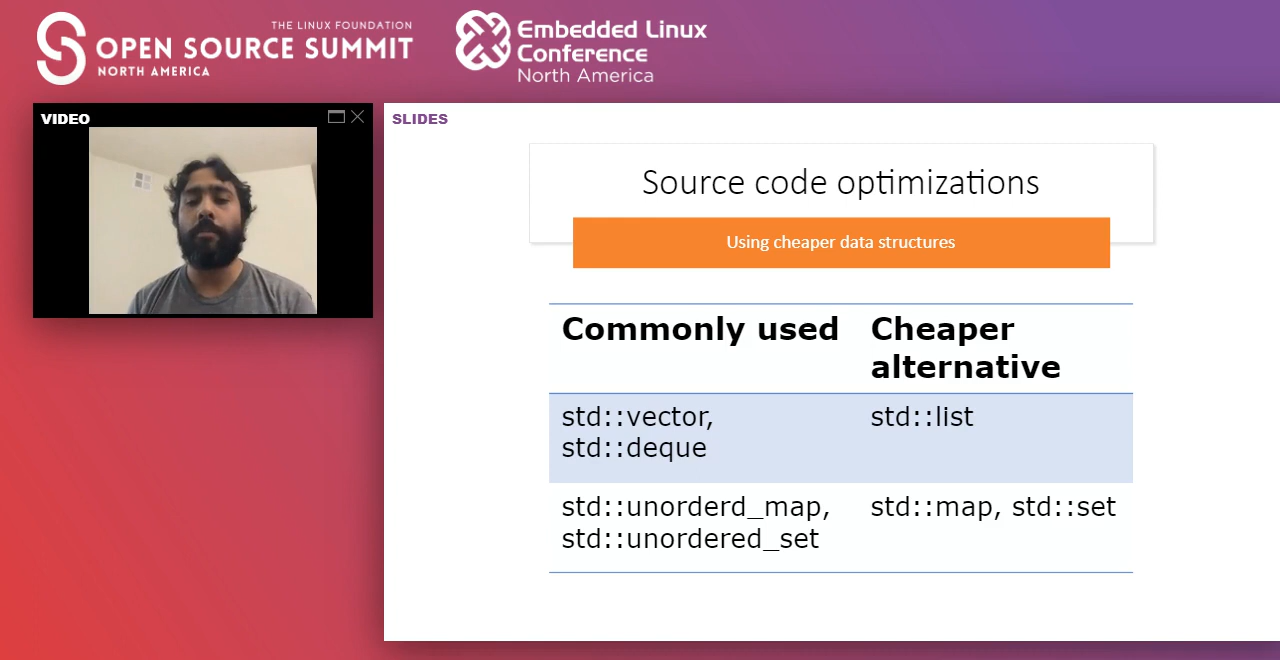 THE LINUX FOUNDATION
OPEN SOURCE SUMMIT
NORTH AMERICA
Embedded Linux
Conference
North America
VIDEO
SLIDES
Source code optimizations
Using cheaper data structures
Commonly used
Cheaper
alternative
std::vector,
std::deque
std::list
std::unorderd_map,
std::unordered_set
std::map, std::set